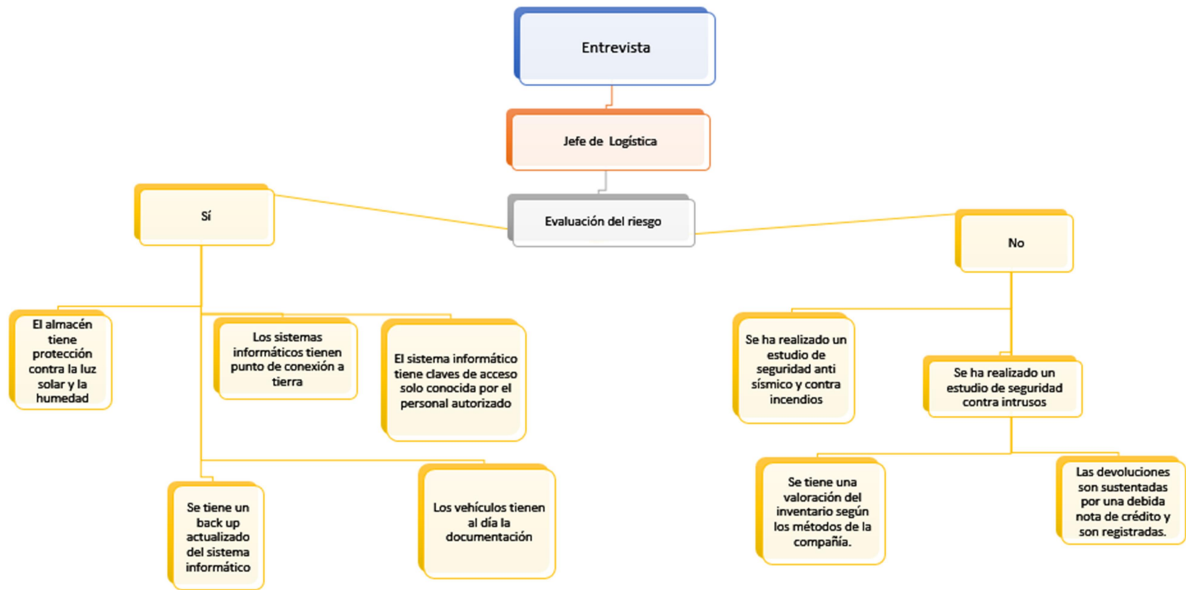 Entrevista
Jefe de Logística
Evaluación del riesgo
Sí
No
El almacén
tiene
protección
contra la luz
solar y la
humedad
Los sistemas
informáticos tienen
punto de conexión a
tierra
El sistema informático
tiene claves de acceso
solo conocida por el
personal autorizado
Se tiene un
back up
actualizado
del sistema
informático
Los vehículos tienen
al día la
documentación
Se ha realizado un
estudio de
seguridad anti
sísmico y contra
incendios
Se ha realizado un
estudio de seguridad
contra intrusos
Se tiene una
valoración del
inventario según
los métodos de la
compañía.
Las devoluciones
son sustentadas
por una debida
nota de crédito y
son registradas.